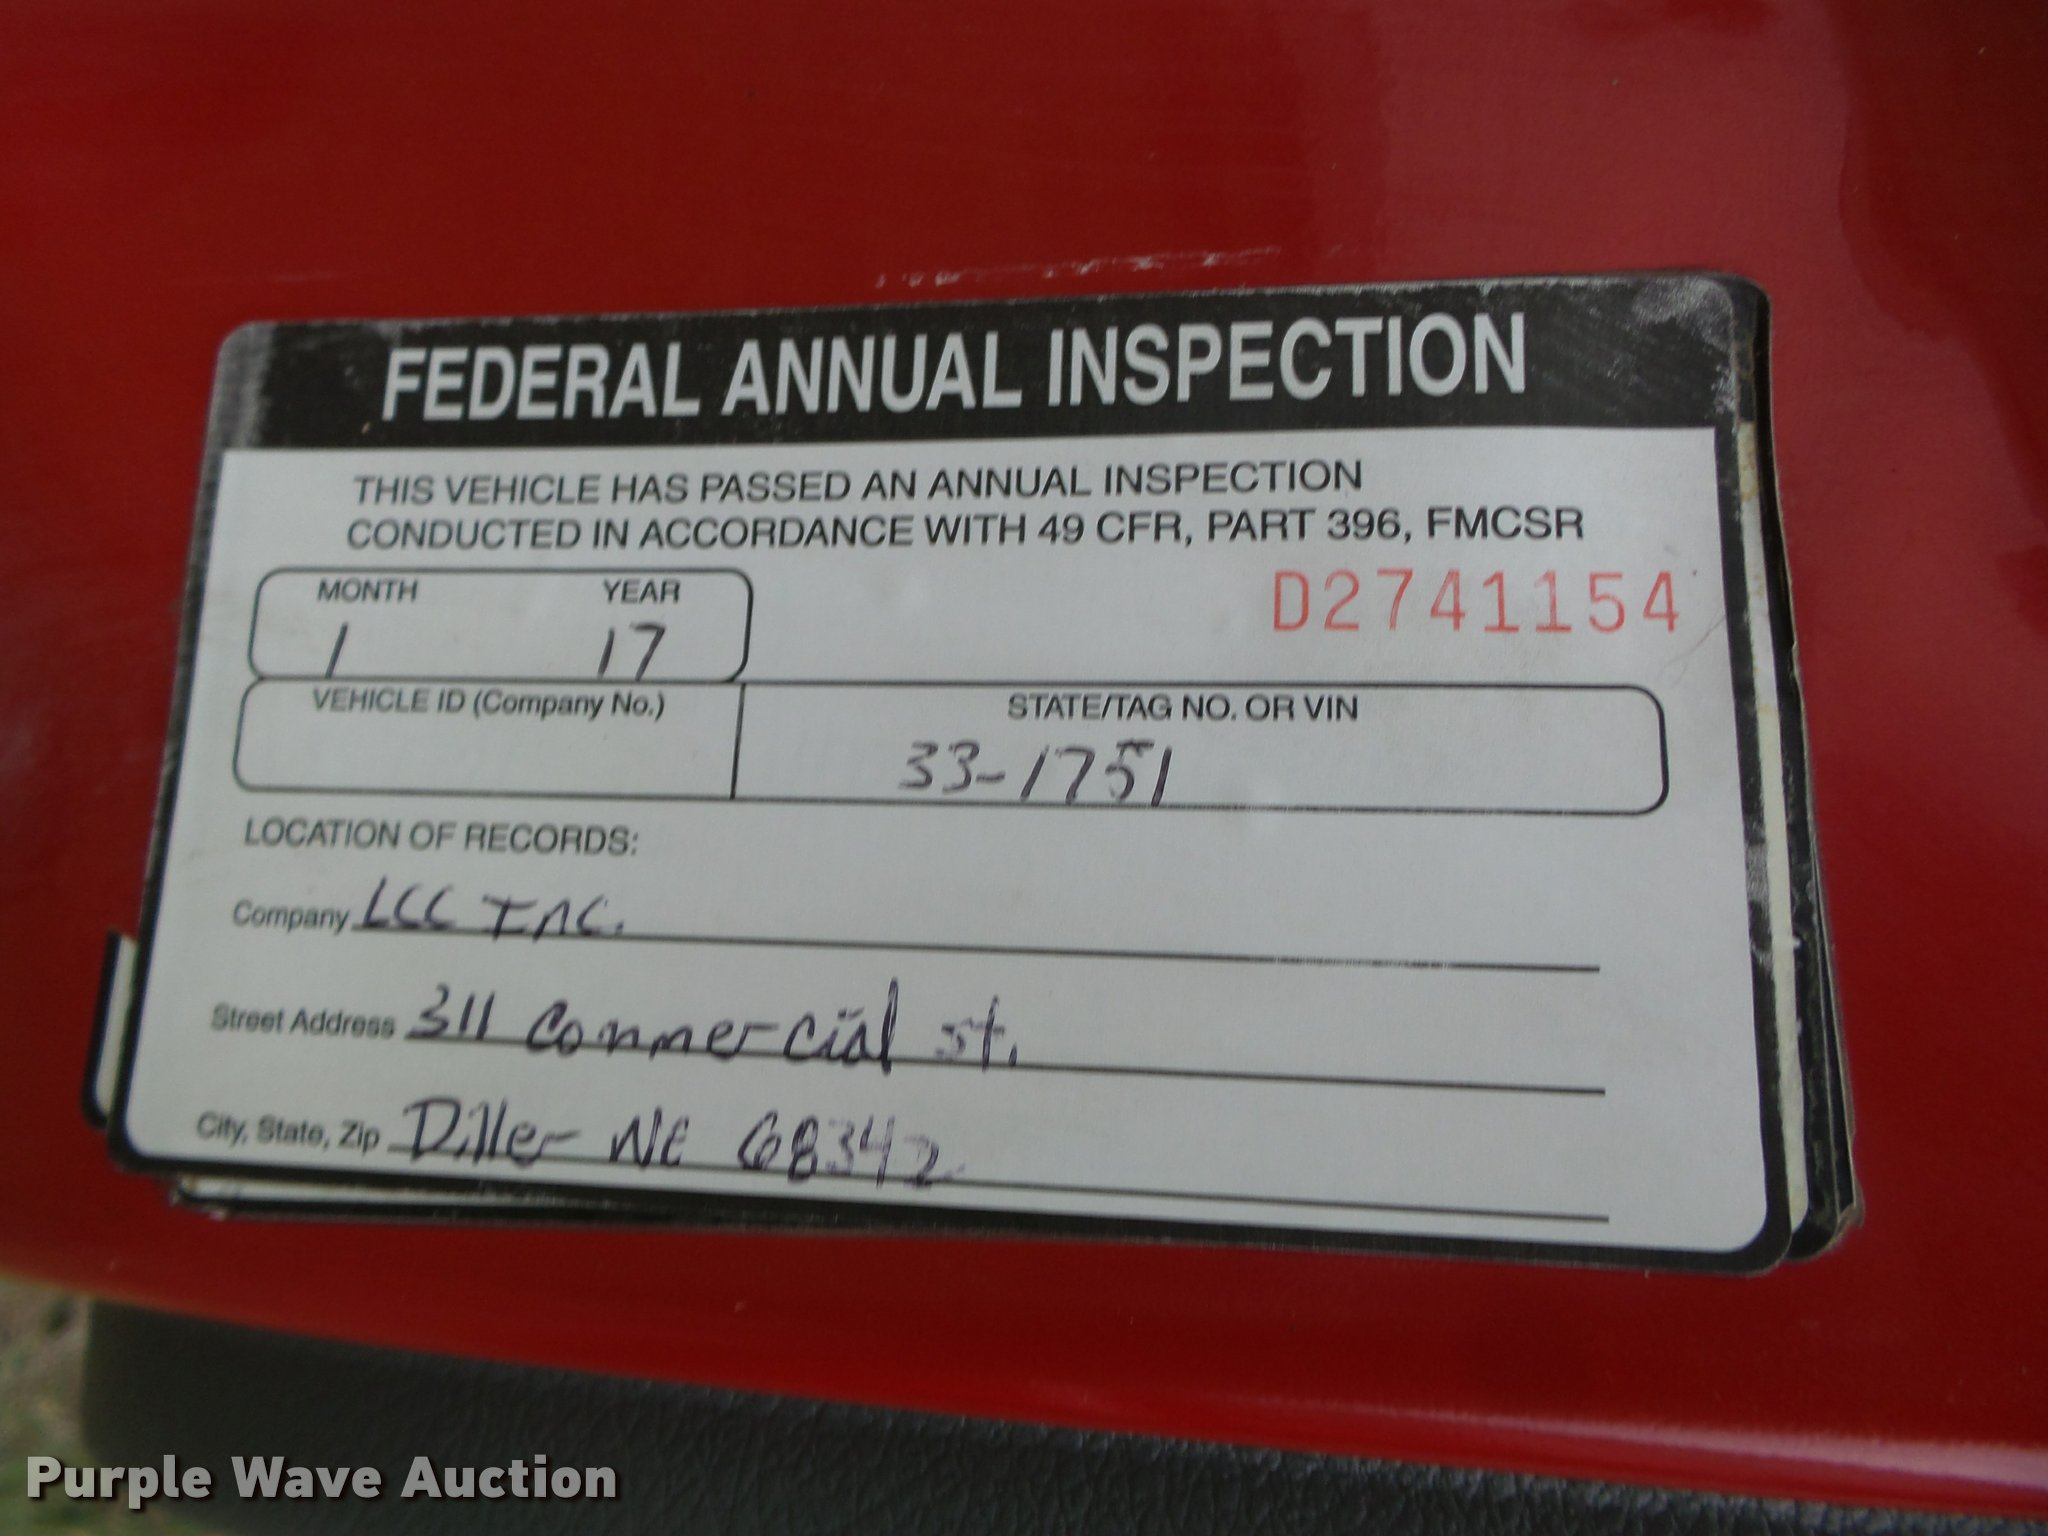 FEDERAL ANNUAL INSPECTION
THIS VEHICLE HAS PASSED AN ANNUAL INSPECTION
CONDUCTED IN ACCORDANCE WITH 49 CFR, PART 396, FMCSR
MONTH YEAR
1 17
D2741154
VEHICLE ID (Company No.) STATE/TAG NO. OR VIN
33-1751
LOCATION OF RECORDS:
Company LCC Inc.
Street Address 311 Commercial st.
City, State, Zip Diller NE 68342
Purple Wave Auction